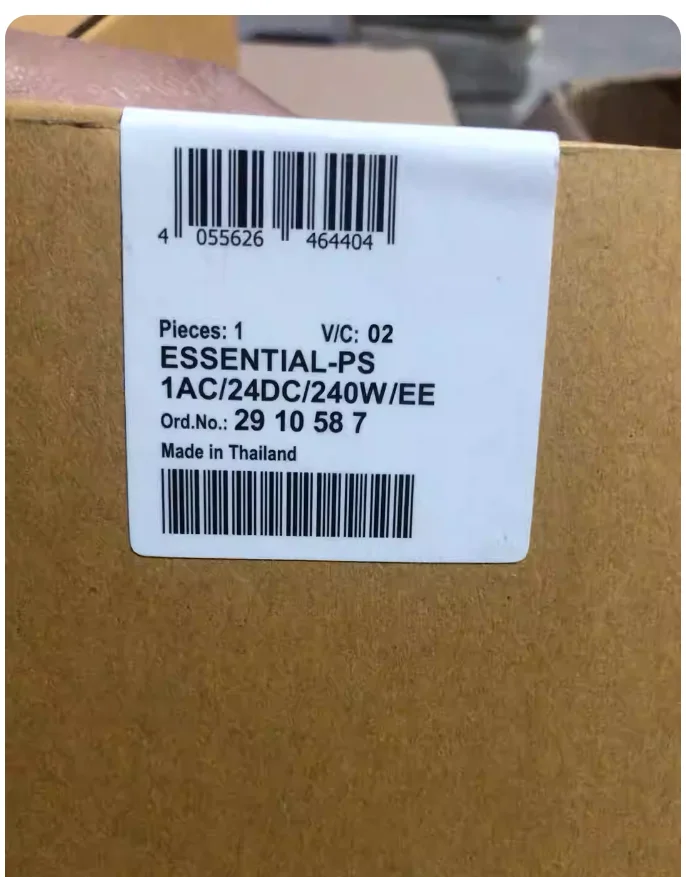 4 055626 464404
Pieces: 1 V/C: 02
ESSENTIAL-PS
1AC/24DC/240W/EE
Ord.No.: 29 10 58 7
Made in Thailand